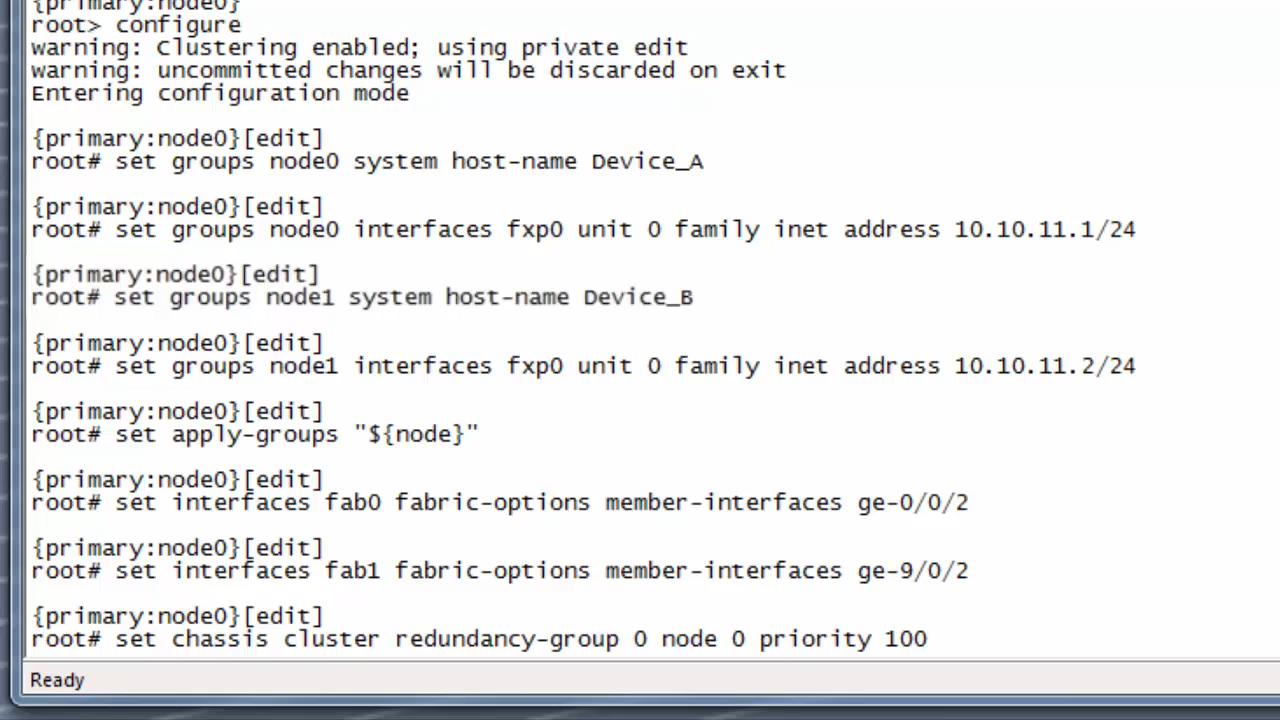 {primary:node0}
root> configure
warning: Clustering enabled; using private edit
warning: uncommitted changes will be discarded on exit
Entering configuration mode
{primary:node0}[edit]
root# set groups node0 system host-name Device_A
{primary:node0}[edit]
root# set groups node0 interfaces fxp0 unit 0 family inet address 10.10.11.1/24
{primary:node0}[edit]
root# set groups node1 system host-name Device_B
{primary:node0}[edit]
root# set groups node1 interfaces fxp0 unit 0 family inet address 10.10.11.2/24
{primary:node0}[edit]
root# set apply-groups "${node}"
{primary:node0}[edit]
root# set interfaces fab0 fabric-options member-interfaces ge-0/0/2
{primary:node0}[edit]
root# set interfaces fab1 fabric-options member-interfaces ge-9/0/2
{primary:node0}[edit]
root# set chassis cluster redundancy-group 0 node 0 priority 100
Ready